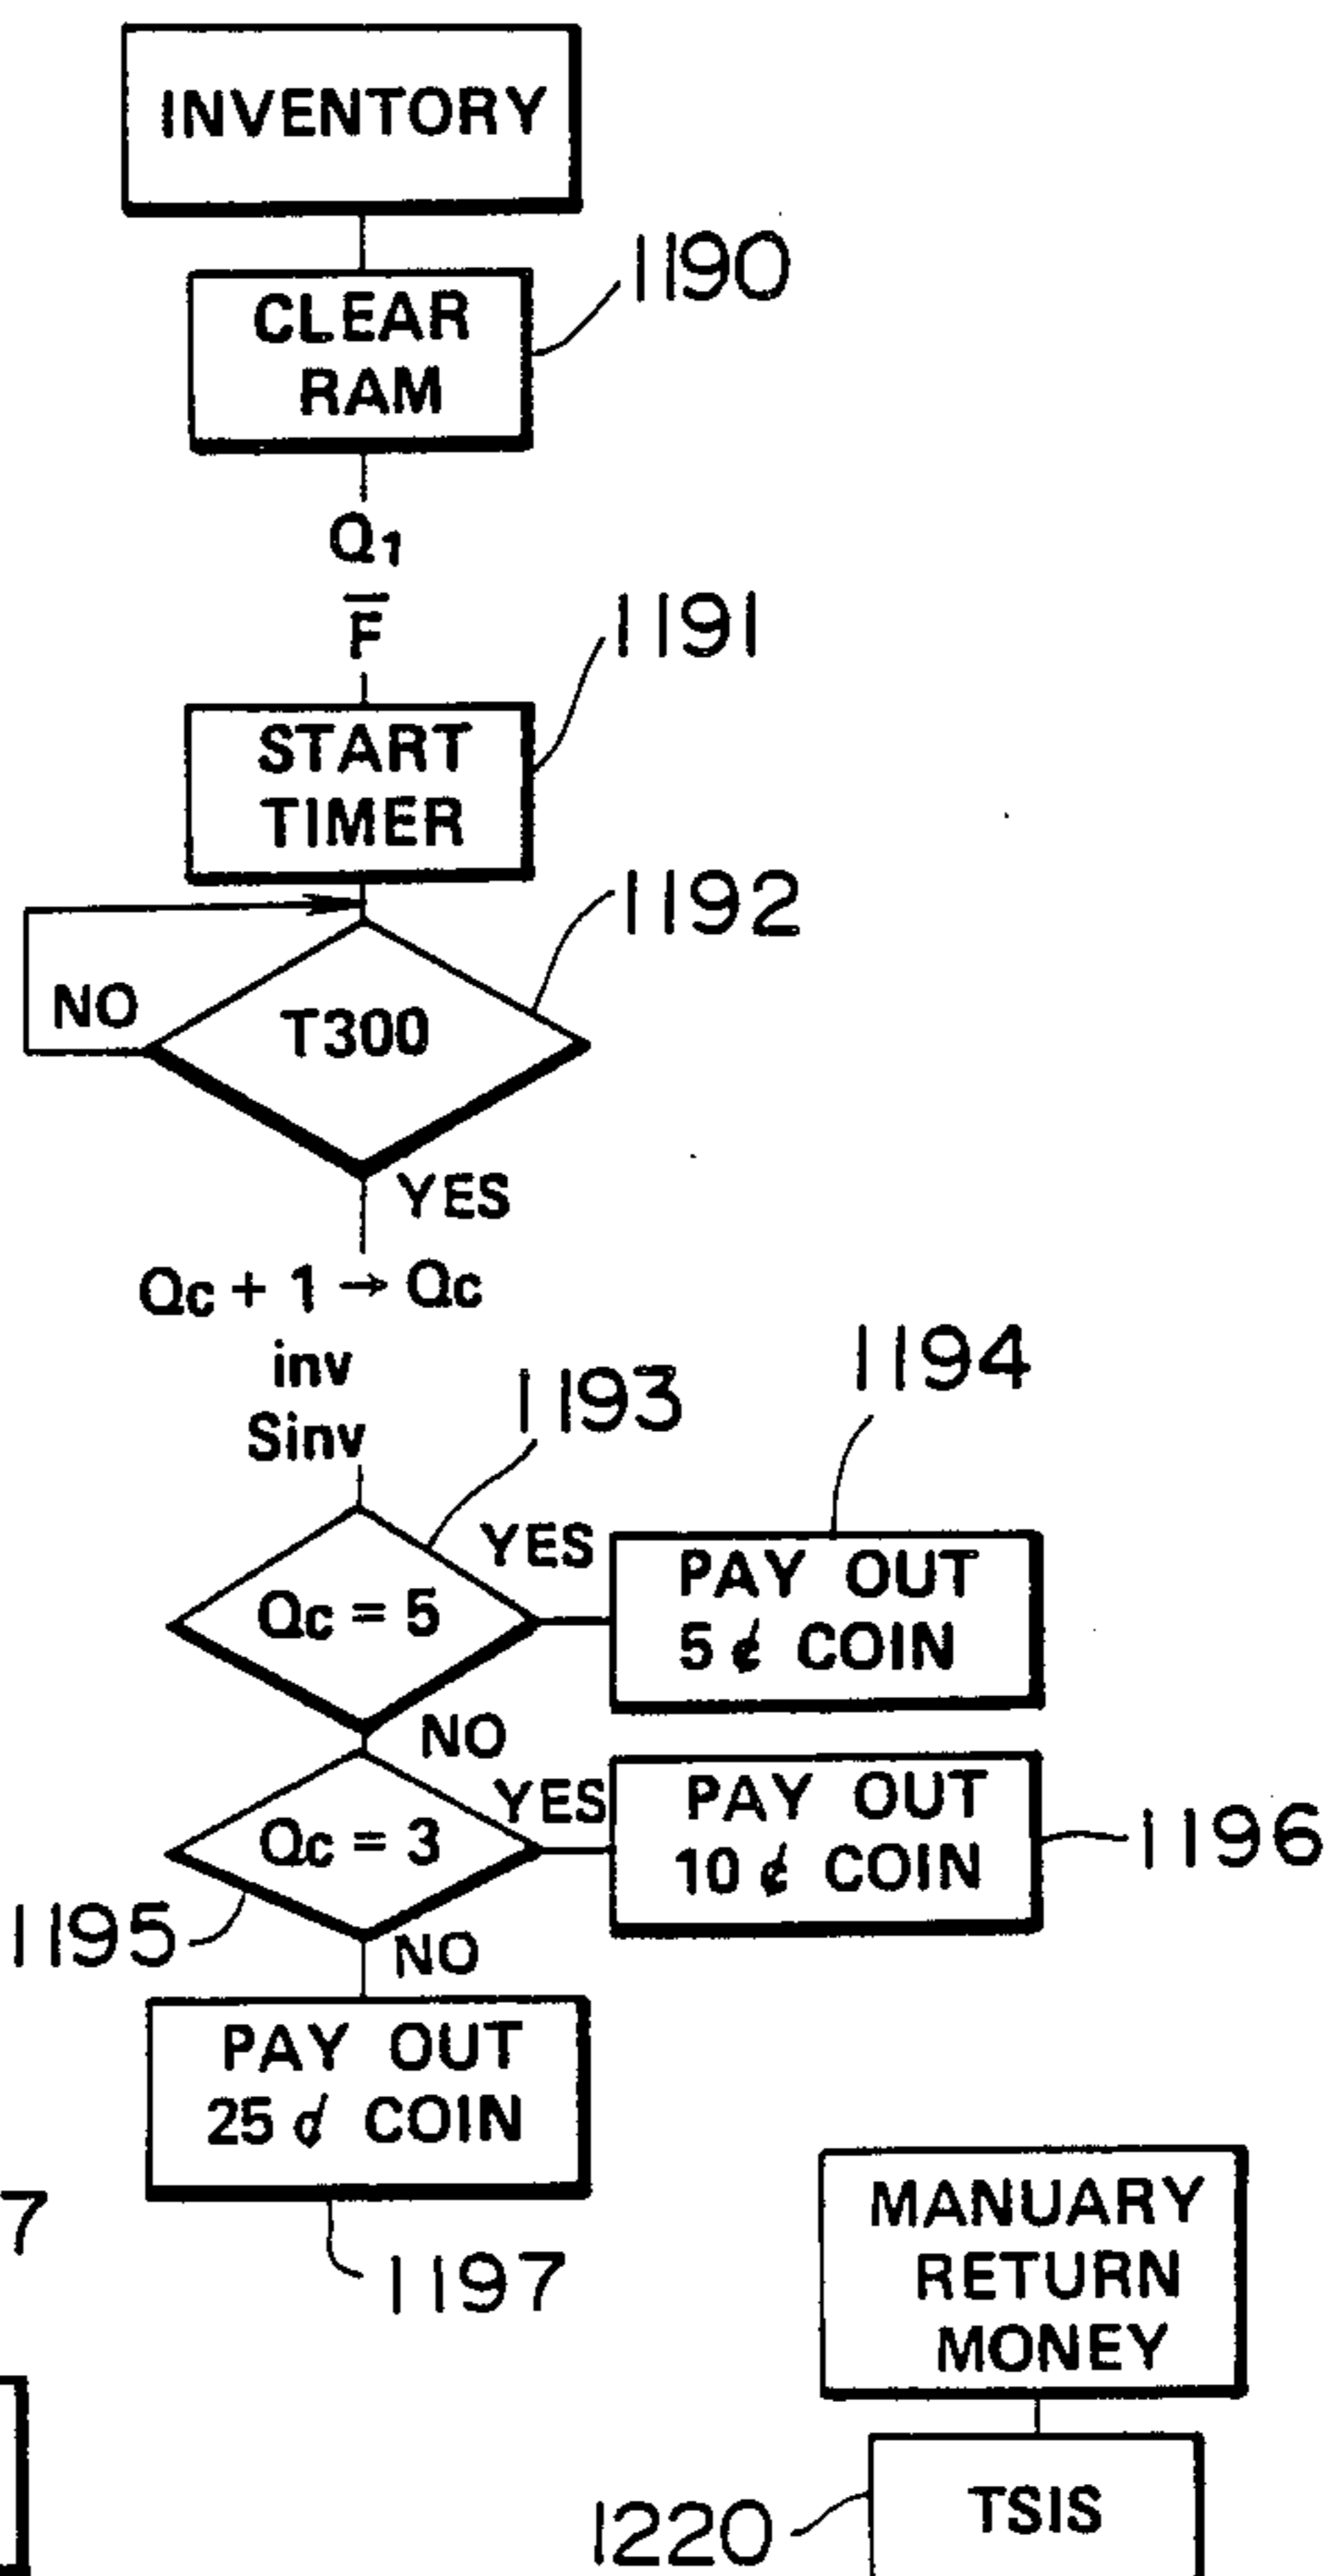 INVENTORY
1190
CLEAR
RAM
Q1
F̅
1191
START
TIMER
1192
NO
T300
YES
Qc + 1 → Qc
inv
Sinv
1193
1194
YES
Qc = 5
PAY OUT
5 ¢ COIN
NO
YES
Qc = 3
PAY OUT
10 ¢ COIN
1196
1195
NO
PAY OUT
25 ¢ COIN
1197
7
MANUARY
RETURN
MONEY
TSIS
1220